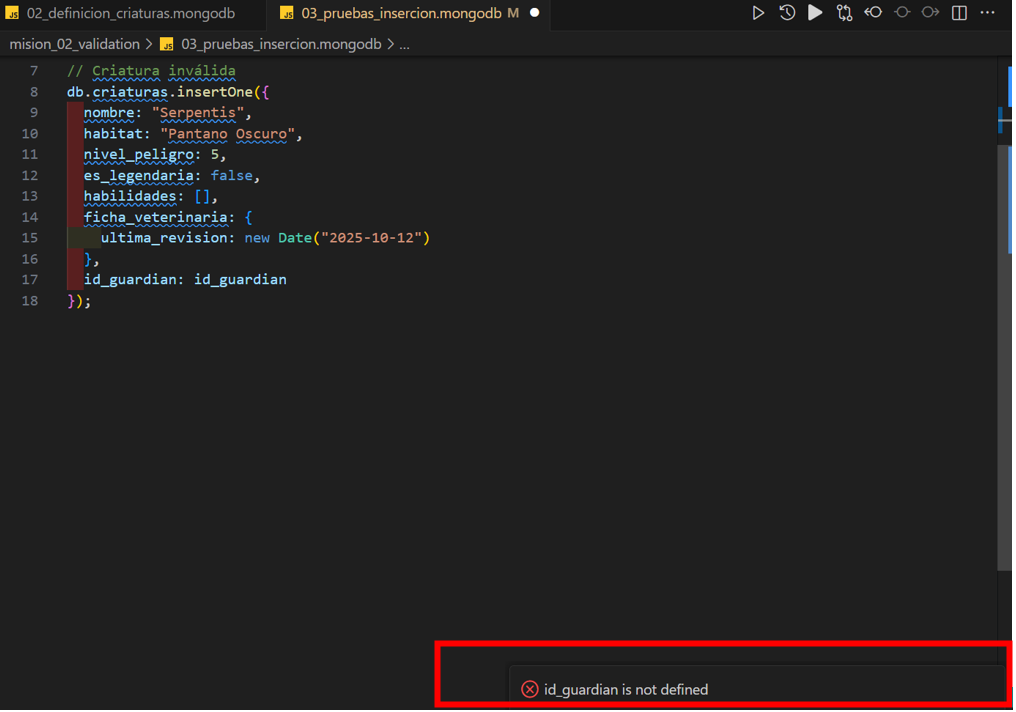 02_definicion_criaturas.mongodb
03_pruebas_insercion.mongodb M
mision_02_validation > JS 03_pruebas_insercion.mongodb > ...
7 // Criatura inválida
8 db.criaturas.insertOne({
9 nombre: "Serpentis",
10 habitat: "Pantano Oscuro",
11 nivel_peligro: 5,
12 es_legendaria: false,
13 habilidades: [],
14 ficha_veterinaria: {
15 ultima_revision: new Date("2025-10-12")
16 },
17 id_guardian: id_guardian
18 });
id_guardian is not defined